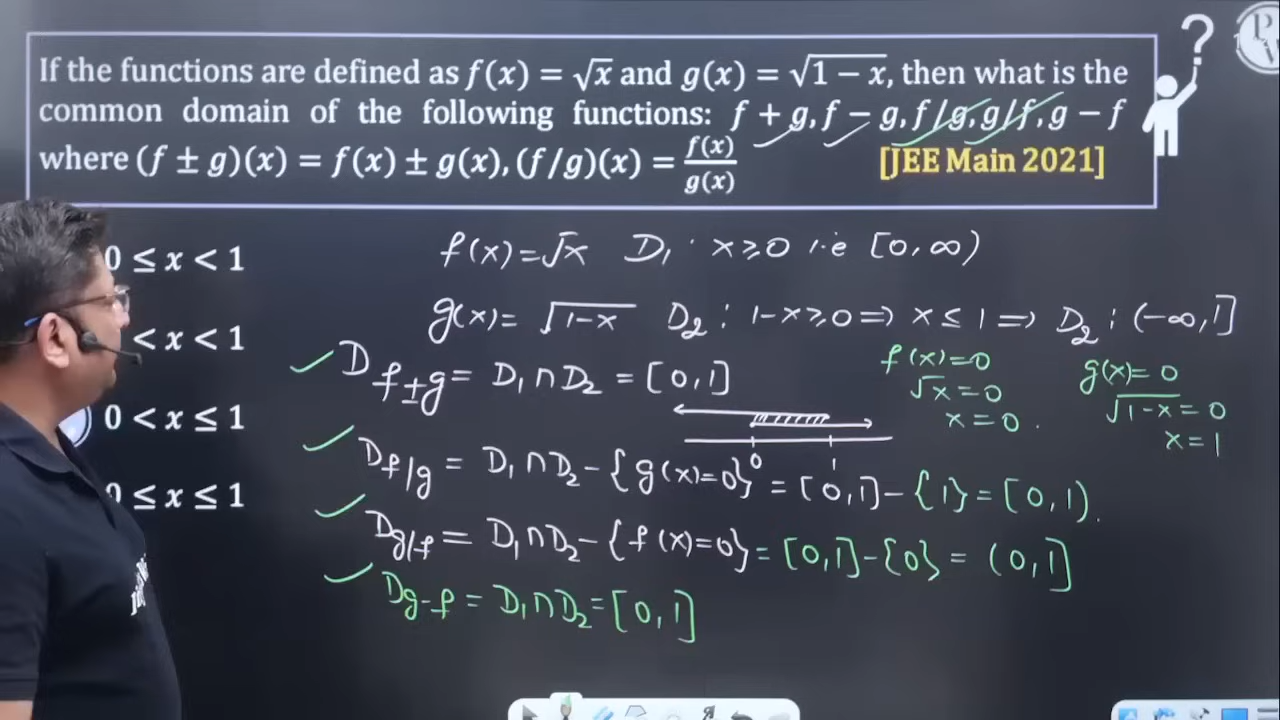 If the functions are defined as f(x) = √x and g(x) = √(1 − x), then what is the
common domain of the following functions: f + g, f − g, f/g, g/f, g − f
where (f ± g)(x) = f(x) ± g(x), (f/g)(x) = f(x)/g(x) [JEE Main 2021]
0 ≤ x < 1
< x < 1
0 < x ≤ 1
0 ≤ x ≤ 1
f(x) = √x D₁ : x ≥ 0 i.e [0, ∞)
g(x) = √(1-x) D₂ : 1-x ≥ 0 ⇒ x ≤ 1 ⇒ D₂ : (-∞, 1]
D f±g = D₁ ∩ D₂ = [0, 1]
f(x) = 0
√x = 0
x = 0.
g(x) = 0
√(1-x) = 0
x = 1
0 1
D f/g = D₁ ∩ D₂ - {g(x)=0} = [0, 1] - {1} = [0, 1).
D g/f = D₁ ∩ D₂ - {f(x)=0} = [0, 1] - {0} = (0, 1]
D g-f = D₁ ∩ D₂ = [0, 1]